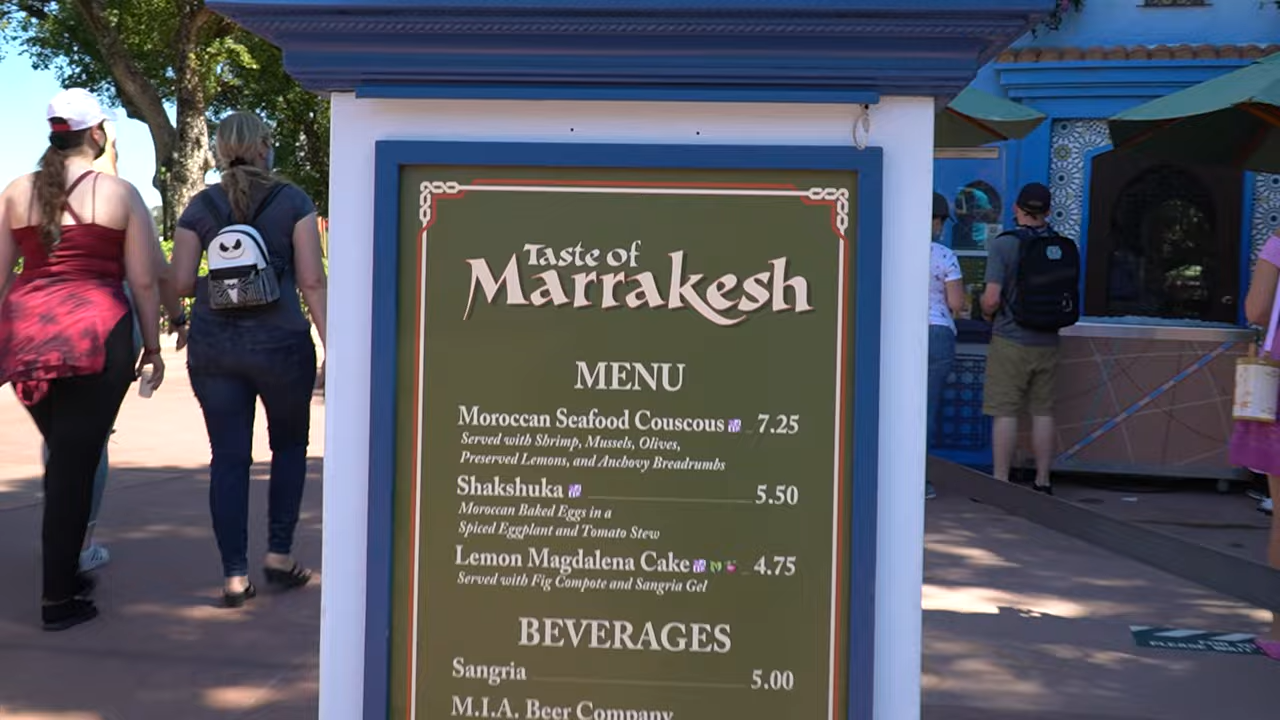 Taste of
Marrakesh
MENU
Moroccan Seafood Couscous 7.25
Served with Shrimp, Mussels, Olives,
Preserved Lemons, and Anchovy Breadrumbs
Shakshuka 5.50
Moroccan Baked Eggs in a
Spiced Eggplant and Tomato Stew
Lemon Magdalena Cake 4.75
Served with Fig Compote and Sangria Gel
BEVERAGES
Sangria 5.00
M.I.A. Beer Company